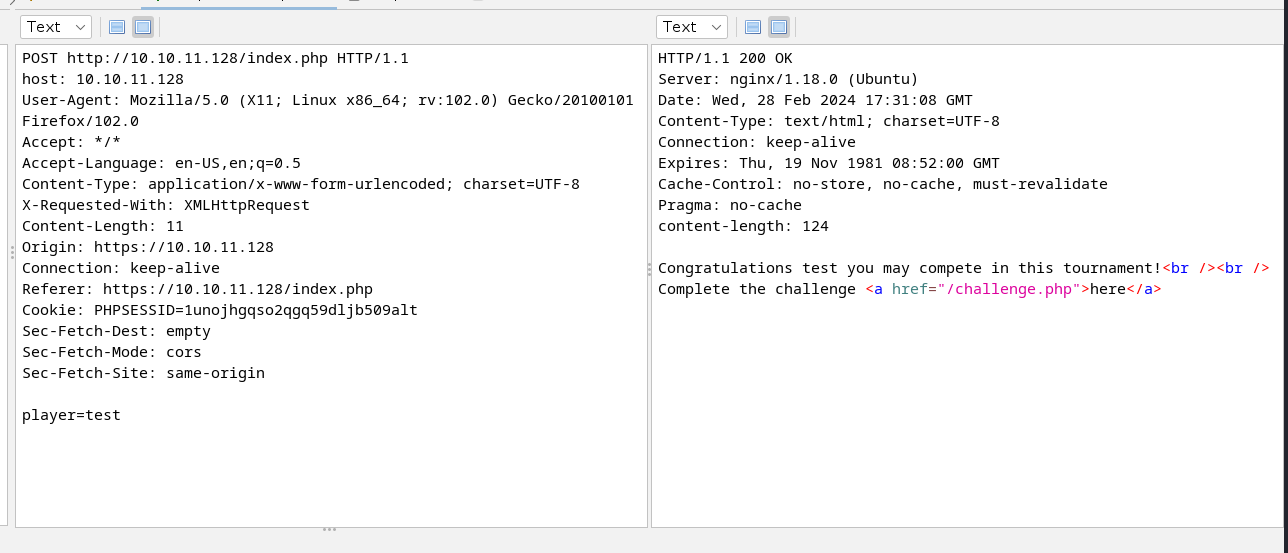 Text
POST http://10.10.11.128/index.php HTTP/1.1
host: 10.10.11.128
User-Agent: Mozilla/5.0 (X11; Linux x86_64; rv:102.0) Gecko/20100101
Firefox/102.0
Accept: */*
Accept-Language: en-US,en;q=0.5
Content-Type: application/x-www-form-urlencoded; charset=UTF-8
X-Requested-With: XMLHttpRequest
Content-Length: 11
Origin: https://10.10.11.128
Connection: keep-alive
Referer: https://10.10.11.128/index.php
Cookie: PHPSESSID=1unojhgqso2qgq59dljb509alt
Sec-Fetch-Dest: empty
Sec-Fetch-Mode: cors
Sec-Fetch-Site: same-origin

player=test
Text
HTTP/1.1 200 OK
Server: nginx/1.18.0 (Ubuntu)
Date: Wed, 28 Feb 2024 17:31:08 GMT
Content-Type: text/html; charset=UTF-8
Connection: keep-alive
Expires: Thu, 19 Nov 1981 08:52:00 GMT
Cache-Control: no-store, no-cache, must-revalidate
Pragma: no-cache
content-length: 124

Congratulations test you may compete in this tournament!<br /><br />
Complete the challenge <a href="/challenge.php">here</a>